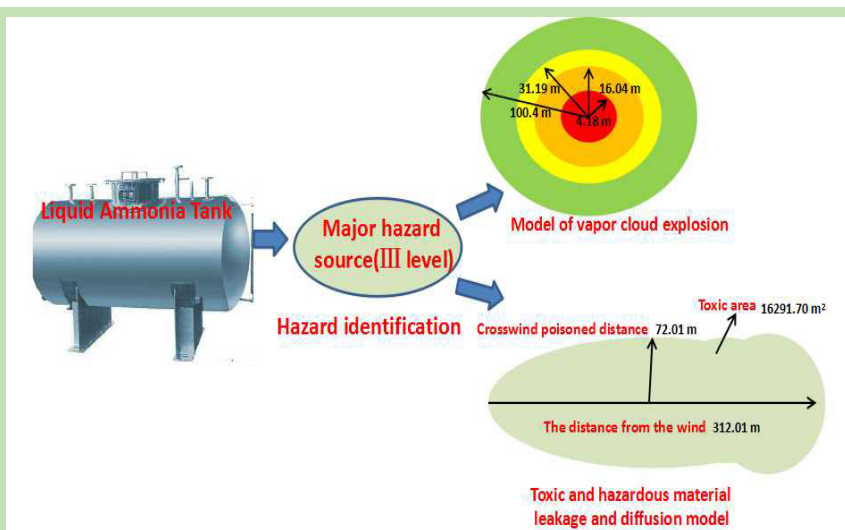 31.19 m
16.04 m
100.4 m
4.18 m
Liquid Ammonia Tank
Model of vapor cloud explosion
Major hazard
source(III level)
Hazard identification
Toxic area 16291.70 m²
Crosswind poisoned distance 72.01 m
The distance from the wind 312.01 m
Toxic and hazardous material
leakage and diffusion model